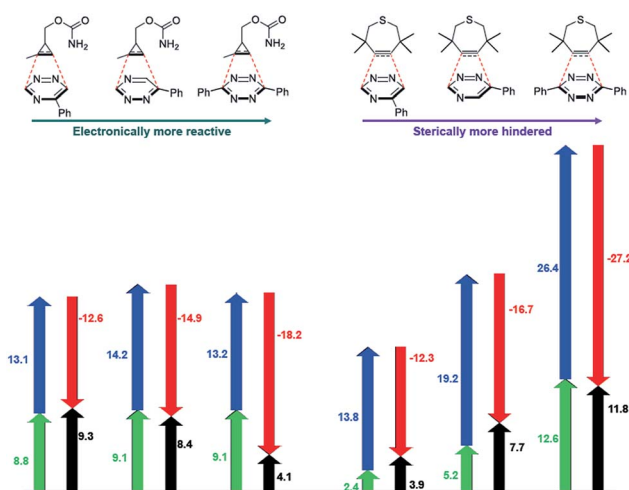 O O
NH2
O O
NH2
O O
NH2
S
S
S
N N
N
Ph
N
N N
Ph
Ph
N N
N N
Ph
N N
N
Ph
N N
N
Ph
Ph
N N
N N
Ph
Electronically more reactive
Sterically more hindered
13.1
-12.6
8.8
9.3
14.2
-14.9
9.1
8.4
13.2
-18.2
9.1
4.1
13.8
-12.3
2.4
3.9
19.2
-16.7
5.2
7.7
26.4
-27.2
12.6
11.8